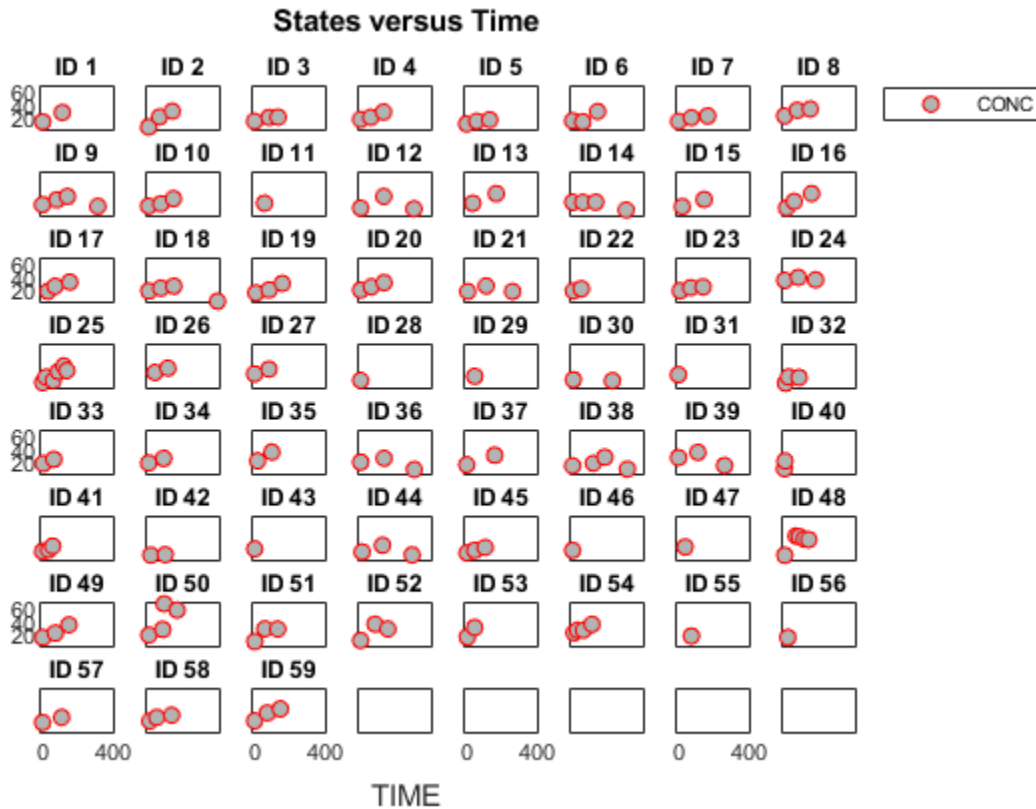 States versus Time
ID 1 ID 2 ID 3 ID 4 ID 5 ID 6 ID 7 ID 8
60
40
20
CONC
ID 9 ID 10 ID 11 ID 12 ID 13 ID 14 ID 15 ID 16
ID 17 ID 18 ID 19 ID 20 ID 21 ID 22 ID 23 ID 24
60
40
20
ID 25 ID 26 ID 27 ID 28 ID 29 ID 30 ID 31 ID 32
ID 33 ID 34 ID 35 ID 36 ID 37 ID 38 ID 39 ID 40
60
40
20
ID 41 ID 42 ID 43 ID 44 ID 45 ID 46 ID 47 ID 48
ID 49 ID 50 ID 51 ID 52 ID 53 ID 54 ID 55 ID 56
60
40
20
ID 57 ID 58 ID 59
0 400 0 400 0 400 0 400
TIME